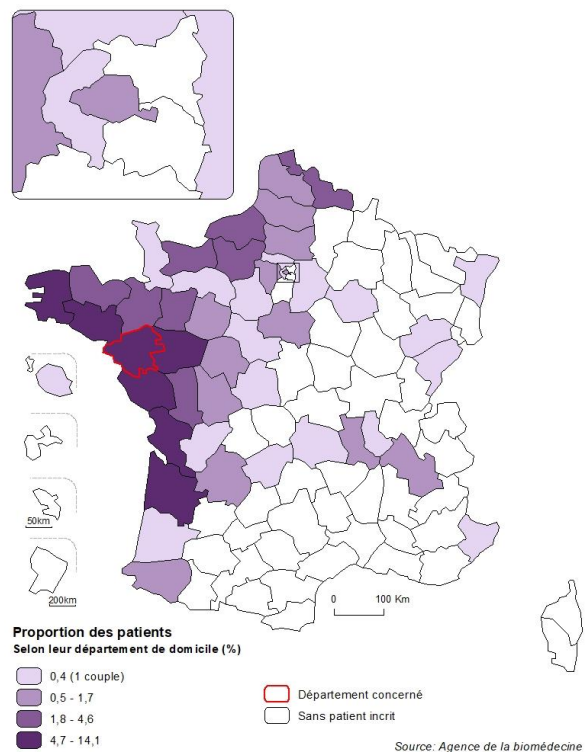 50km
200km
0 100 Km
Proportion des patients
Selon leur département de domicile (%)
0,4 (1 couple)
0,5 - 1,7
1,8 - 4,6
4,7 - 14,1
Département concerné
Sans patient incrit
Source: Agence de la biomédecine